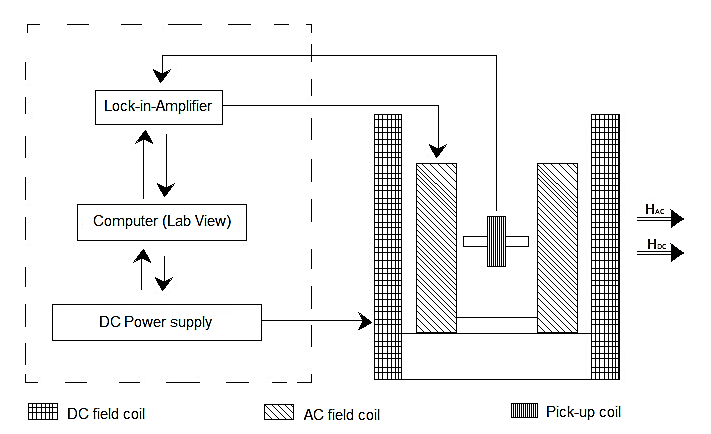 Lock-in-Amplifier
Computer (Lab View)
DC Power supply
HAC
HDC
DC field coil
AC field coil
Pick-up coil